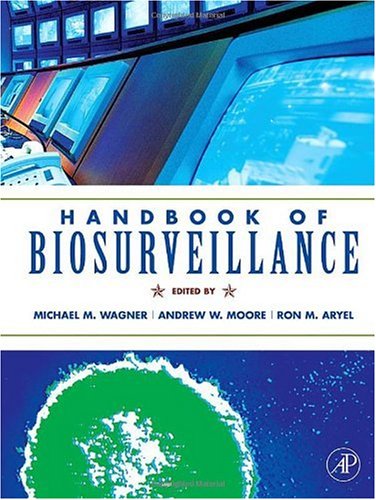 HANDBOOK OF
BIOSURVEILLANCE
EDITED BY
MICHAEL M. WAGNER | ANDREW W. MOORE | RON M. ARYEL
AP